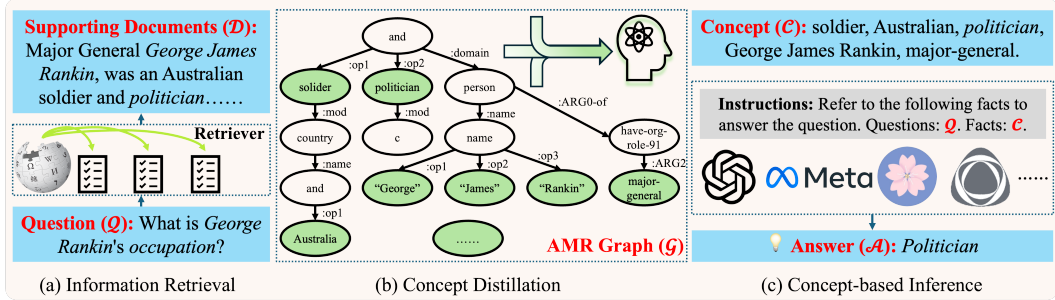 Supporting Documents (𝒟):
Major General George James
Rankin, was an Australian
soldier and politician……
Retriever
W
Question (𝒬): What is George
Rankin's occupation?
(a) Information Retrieval
and
:op1
:op2
:domain
solider
politician
person
:mod
:mod
:name
:ARG0-of
country
c
name
have-org-
role-91
:name
:op1
:op2
:op3
:ARG2
and
“George”
“James”
“Rankin”
major-
general
:op1
Australia
……
AMR Graph (𝒢)
(b) Concept Distillation
Concept (𝒞): soldier, Australian, politician,
George James Rankin, major-general.
Instructions: Refer to the following facts to
answer the question. Questions: 𝒬. Facts: 𝒞.
Meta
……
Answer (𝒜): Politician
(c) Concept-based Inference